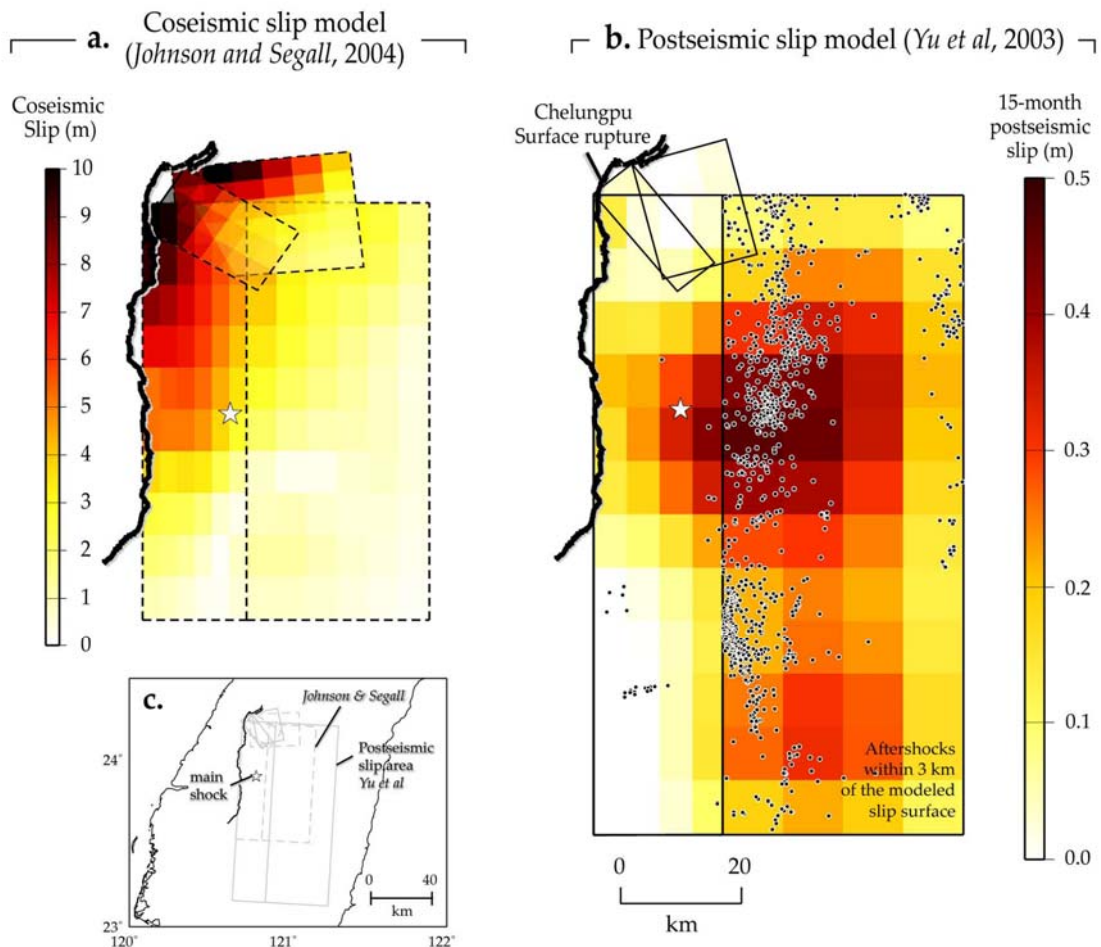 a. Coseismic slip model
(Johnson and Segall, 2004)
Coseismic
Slip (m)
10
9
8
7
6
5
4
3
2
1
0
b. Postseismic slip model (Yu et al, 2003)
Chelungpu
Surface rupture
15-month
postseismic
slip (m)
0.5
0.4
0.3
0.2
0.1
0.0
Aftershocks
within 3 km
of the modeled
slip surface
0 20
km
c.
Johnson & Segall
Postseismic
slip area
Yu et al
main
shock
24°
23°
120° 121° 122°
0 40
km